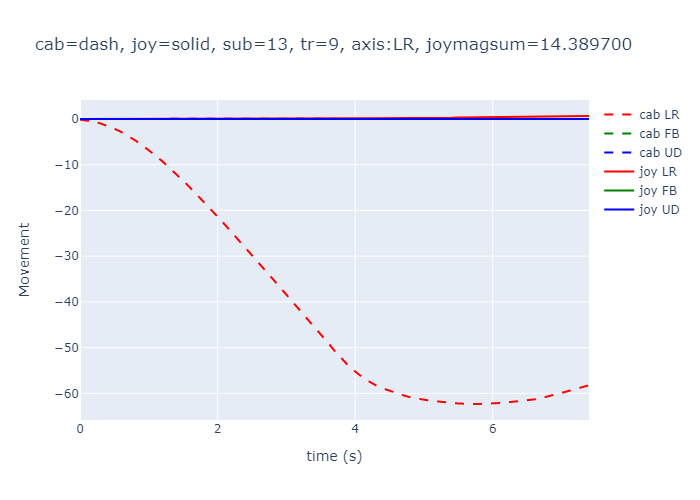 cab=dash, joy=solid, sub=13, tr=9, axis:LR, joymagsum=14.389700
cab LR
cab FB
cab UD
joy LR
joy FB
joy UD
Movement
0
−10
−20
−30
−40
−50
−60
0
2
4
6
time (s)